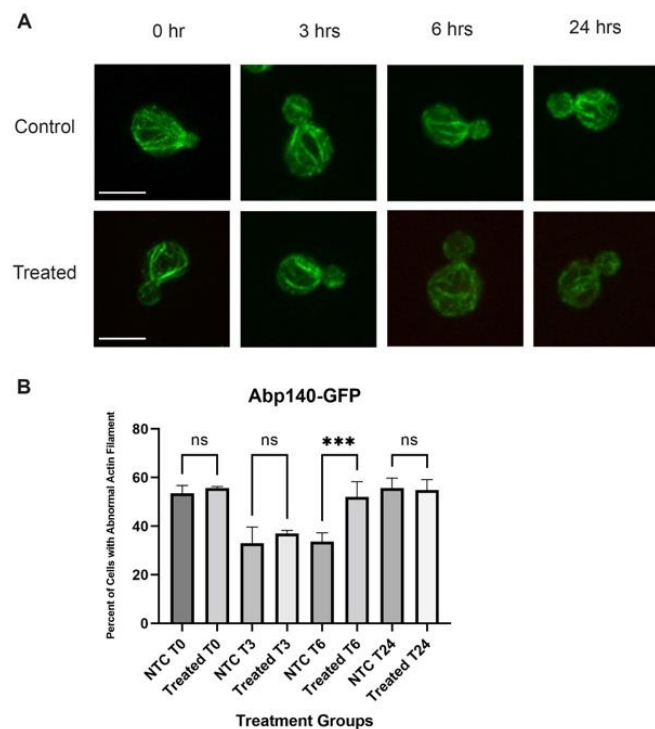 A
0 hr 3 hrs 6 hrs 24 hrs
Control
Treated
B
Abp140-GFP
ns ns *** ns
Percent of Cells with Abnormal Actin Filament
80
60
40
20
0
NTC T0 Treated T0 NTC T3 Treated T3 NTC T6 Treated T6 NTC T24 Treated T24
Treatment Groups